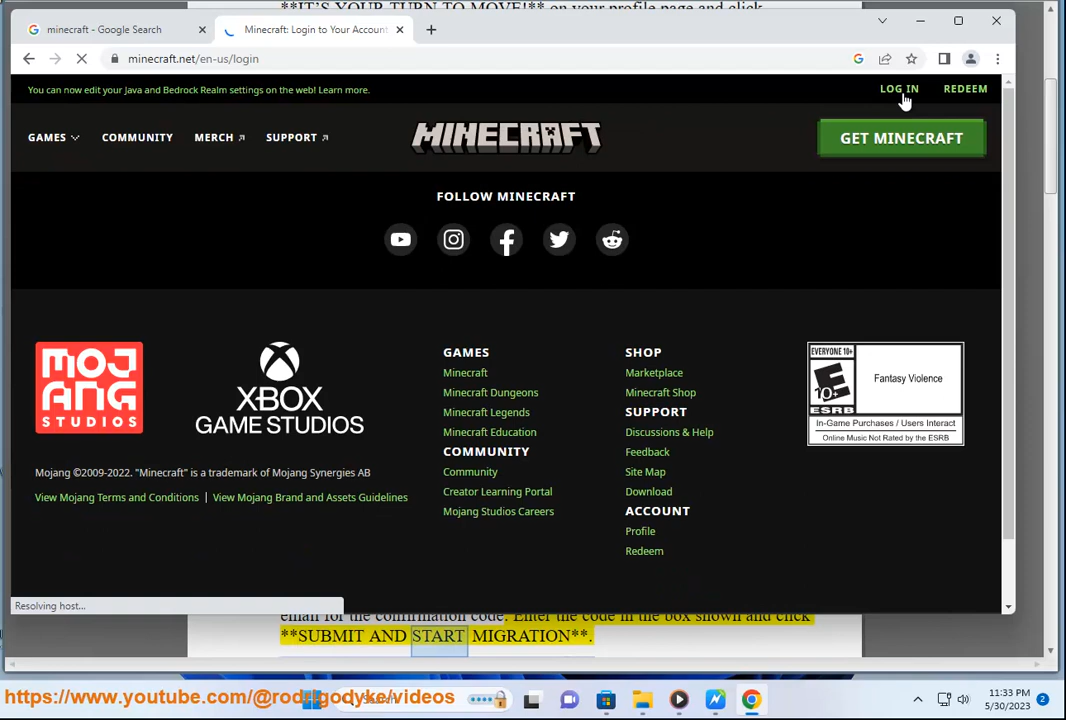 **IT'S YOUR TURN TO MOVE!** on your profile page and click
minecraft - Google Search
Minecraft: Login to Your Account
minecraft.net/en-us/login
You can now edit your Java and Bedrock Realm settings on the web! Learn more.
LOG IN
REDEEM
GAMES
COMMUNITY
MERCH
SUPPORT
MINECRAFT
GET MINECRAFT
FOLLOW MINECRAFT
MOJANG STUDIOS
XBOX
GAME STUDIOS
GAMES
Minecraft
Minecraft Dungeons
Minecraft Legends
Minecraft Education
COMMUNITY
Community
Creator Learning Portal
Mojang Studios Careers
SHOP
Marketplace
Minecraft Shop
SUPPORT
Discussions & Help
Feedback
Site Map
Download
ACCOUNT
Profile
Redeem
EVERYONE 10+
E
10+
ESRB
Fantasy Violence
In-Game Purchases / Users Interact
Online Music Not Rated by the ESRB
Mojang ©2009-2022. "Minecraft" is a trademark of Mojang Synergies AB
View Mojang Terms and Conditions | View Mojang Brand and Assets Guidelines
Resolving host...
email for the confirmation code. Enter the code in the box shown and click
**SUBMIT AND START MIGRATION**.
https://www.youtube.com/@rodrigodyke/videos
Search
11:33 PM
5/30/2023
2